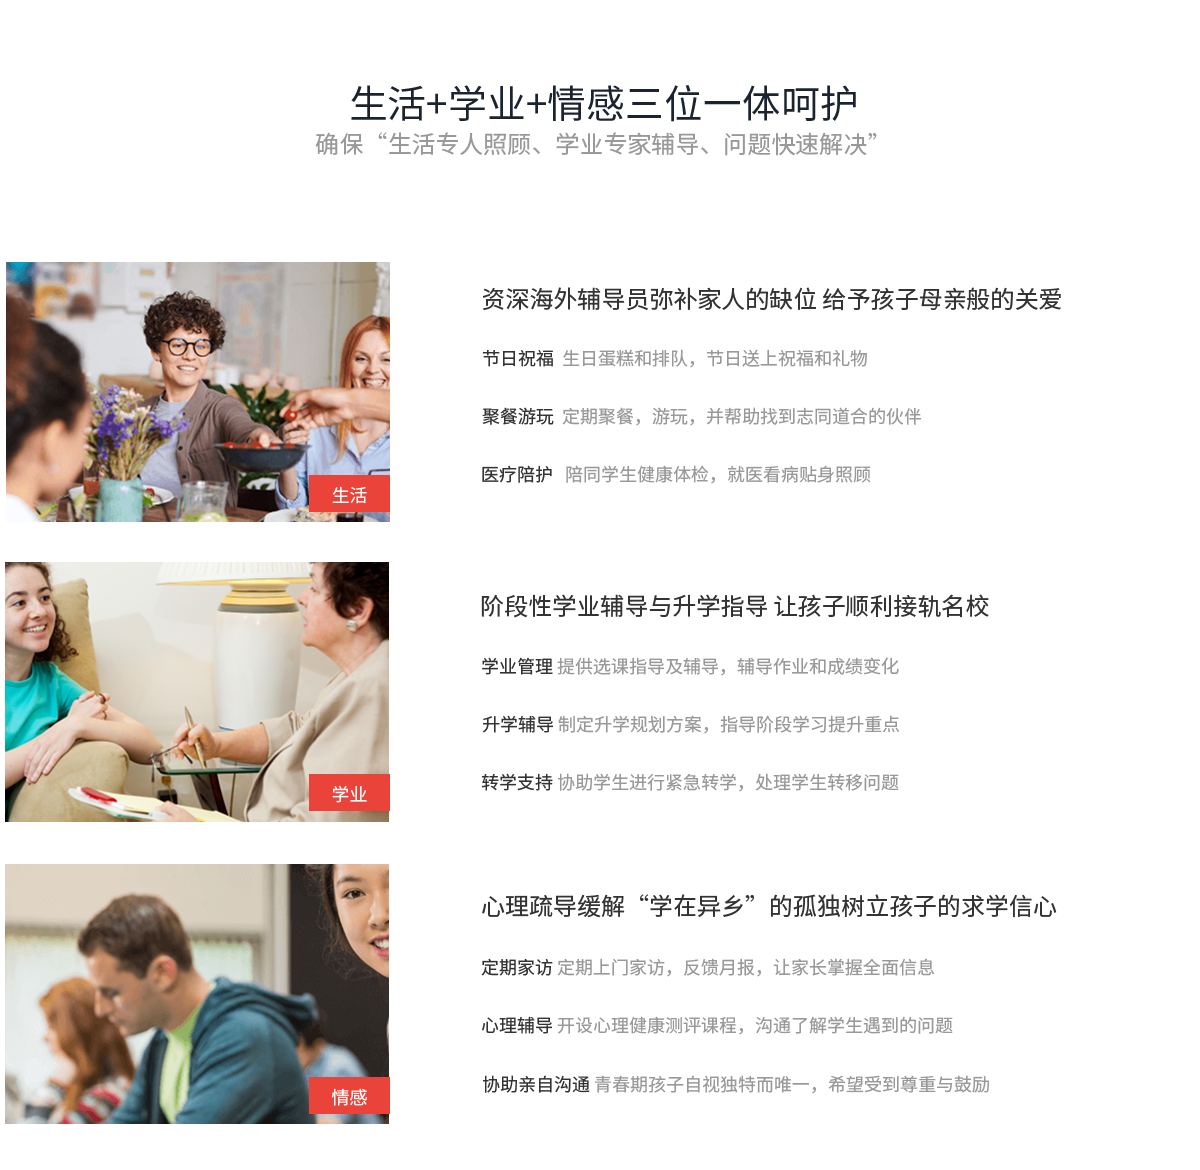 生活+学业+情感三位一体呵护
确保“生活专人照顾、学业专家辅导、问题快速解决”
资深海外辅导员弥补家人的缺位 给予孩子母亲般的关爱
节日祝福 生日蛋糕和排队，节日送上祝福和礼物
聚餐游玩 定期聚餐，游玩，并帮助找到志同道合的伙伴
医疗陪护 陪同学生健康体检，就医看病贴身照顾
生活
阶段性学业辅导与升学指导 让孩子顺利接轨名校
学业管理 提供选课指导及辅导，辅导作业和成绩变化
升学辅导 制定升学规划方案，指导阶段学习提升重点
转学支持 协助学生进行紧急转学，处理学生转移问题
学业
心理疏导缓解“学在异乡”的孤独树立孩子的求学信心
定期家访 定期上门家访，反馈月报，让家长掌握全面信息
心理辅导 开设心理健康测评课程，沟通了解学生遇到的问题
协助亲自沟通 青春期孩子自视独特而唯一，希望受到尊重与鼓励
情感